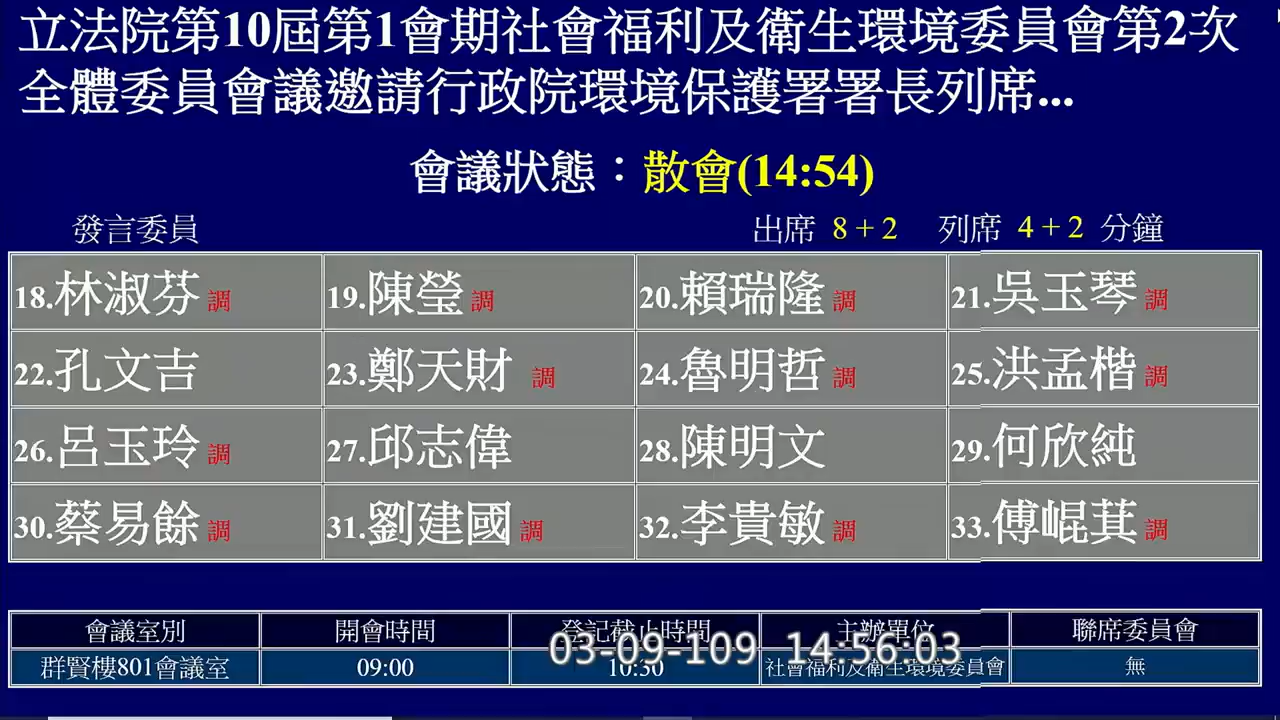 立法院第10屆第1會期社會福利及衛生環境委員會第2次
全體委員會議邀請行政院環境保護署署長列席...
會議狀態：散會(14:54)
發言委員 出席 8 + 2 列席 4 + 2 分鐘
18.林淑芬 調 19.陳瑩 調 20.賴瑞隆 調 21.吳玉琴 調
22.孔文吉 23.鄭天財 調 24.魯明哲 調 25.洪孟楷 調
26.呂玉玲 調 27.邱志偉 28.陳明文 29.何欣純
30.蔡易餘 調 31.劉建國 調 32.李貴敏 調 33.傅崐萁 調
會議室別 開會時間 登記截止時間 主辦單位 聯席委員會
03-09-109 14:56:03
群賢樓801會議室 09:00 10:30 社會福利及衛生環境委員會 無